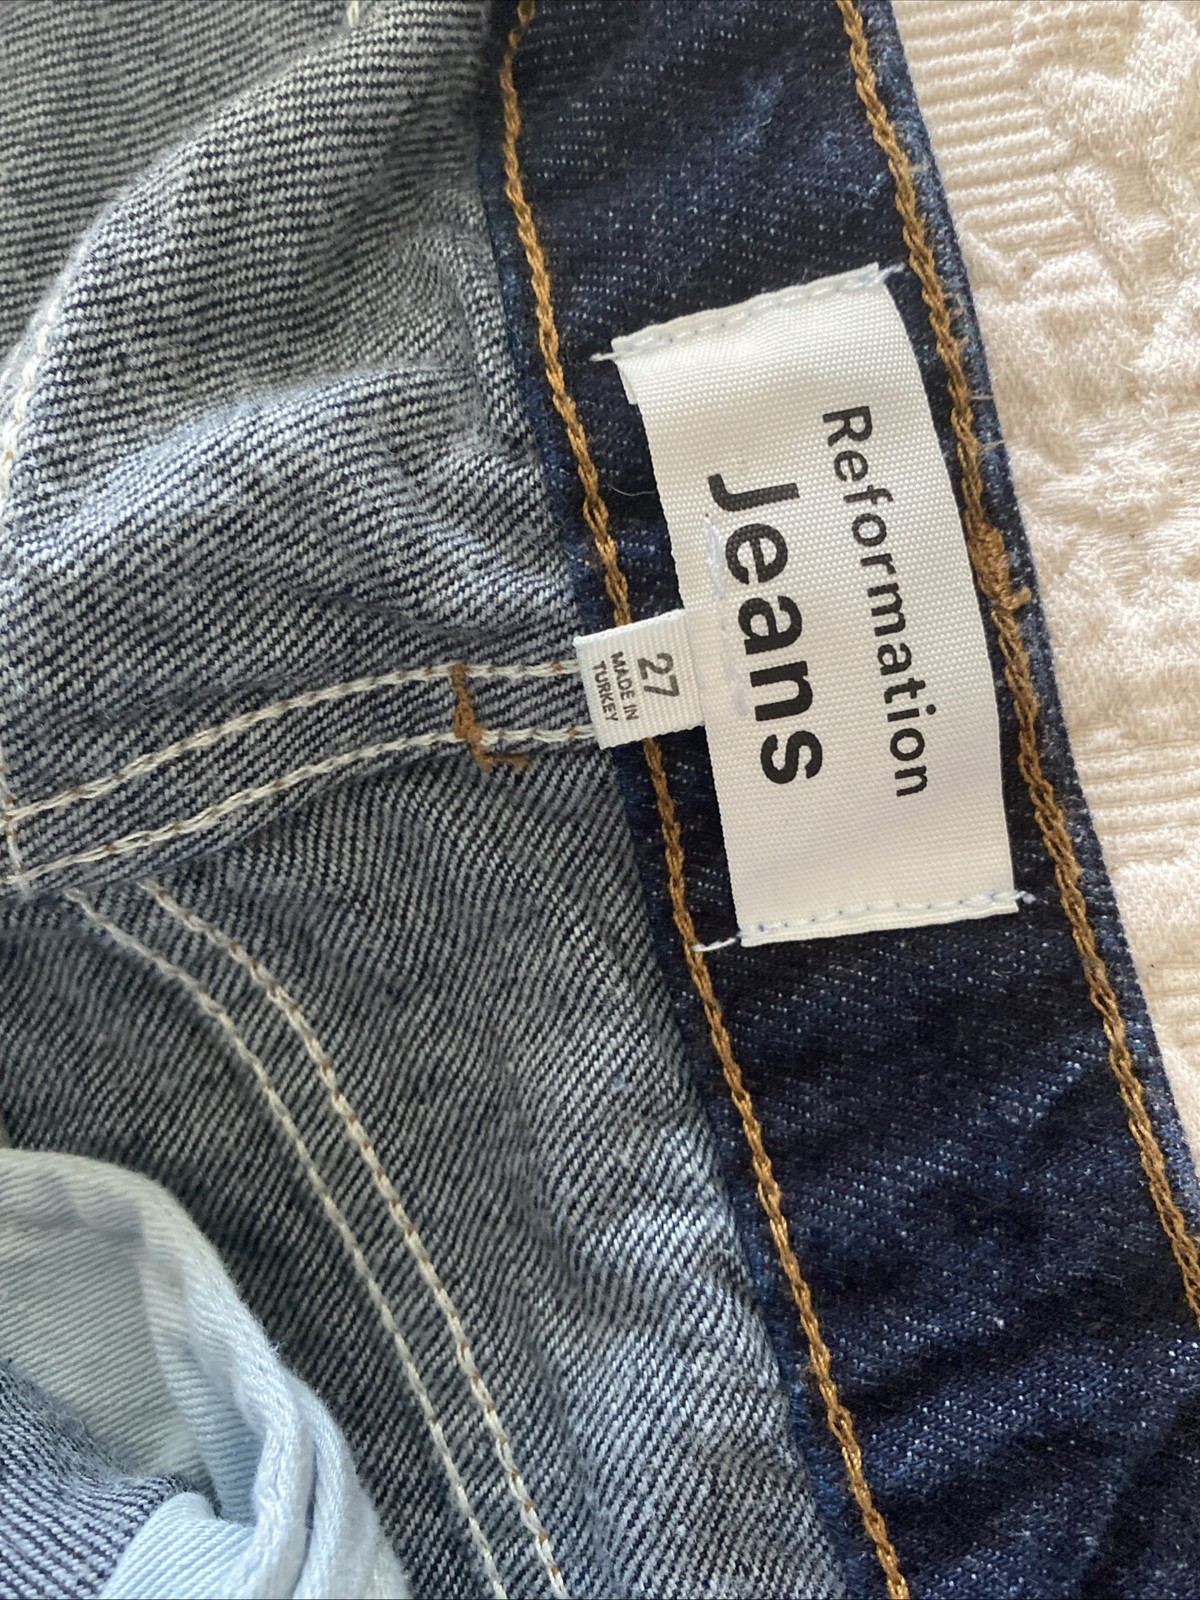 Reformation
Jeans
27
MADE IN
TURKEY